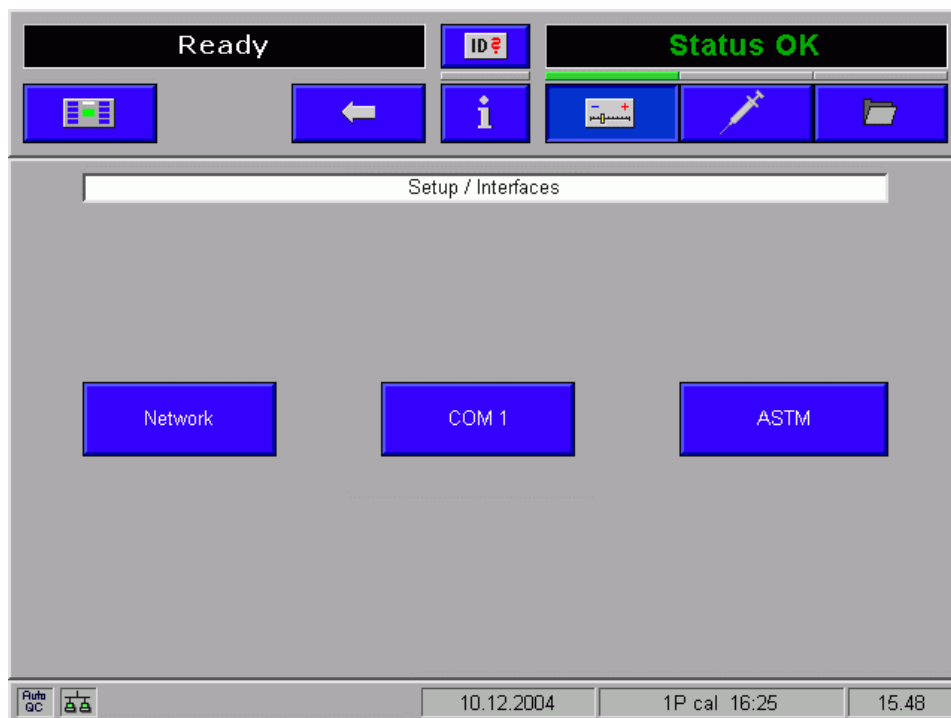 Ready
ID?
Status OK
i
- +
Setup / Interfaces
Network
COM 1
ASTM
Auto
QC
10.12.2004
1P cal 16:25
15.48